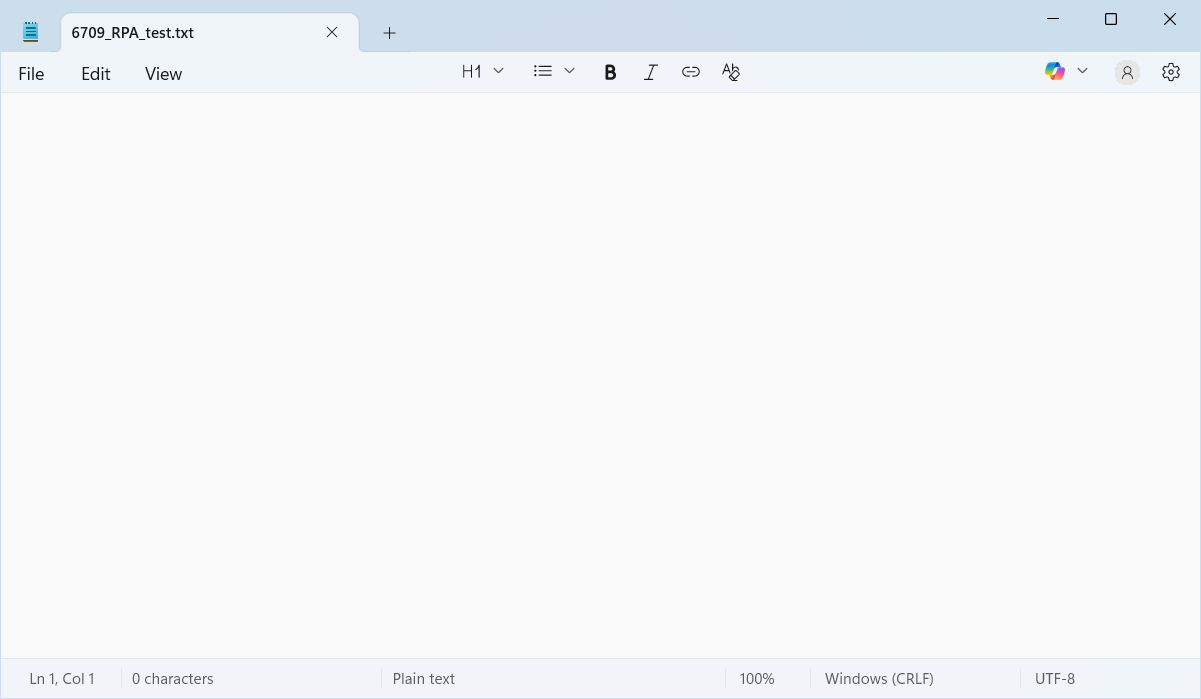 6709_RPA_test.txt
File Edit View H1 B I
Ln 1, Col 1 0 characters Plain text 100% Windows (CRLF) UTF-8